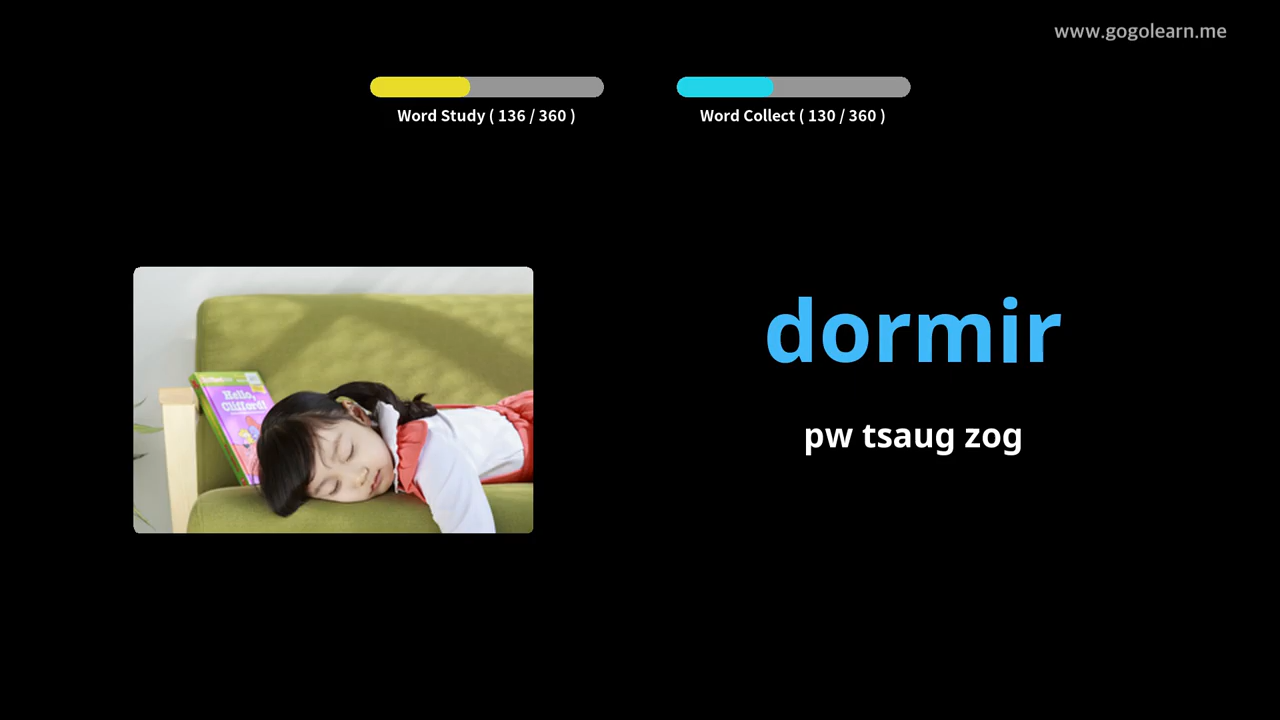 www.gogolearn.me
Word Study ( 136 / 360 )
Word Collect ( 130 / 360 )
Hello,
Clifford!
dormir
pw tsaug zog